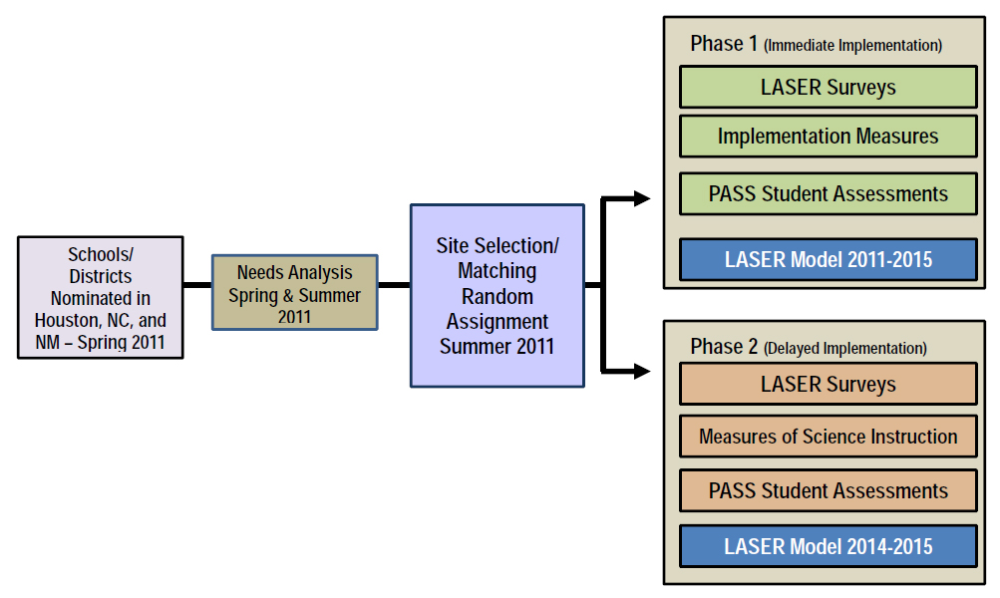 Schools/
Districts
Nominated in
Houston, NC, and
NM – Spring 2011
Needs Analysis
Spring & Summer
2011
Site Selection/
Matching
Random
Assignment
Summer 2011
Phase 1 (Immediate Implementation)
LASER Surveys
Implementation Measures
PASS Student Assessments
LASER Model 2011-2015
Phase 2 (Delayed Implementation)
LASER Surveys
Measures of Science Instruction
PASS Student Assessments
LASER Model 2014-2015